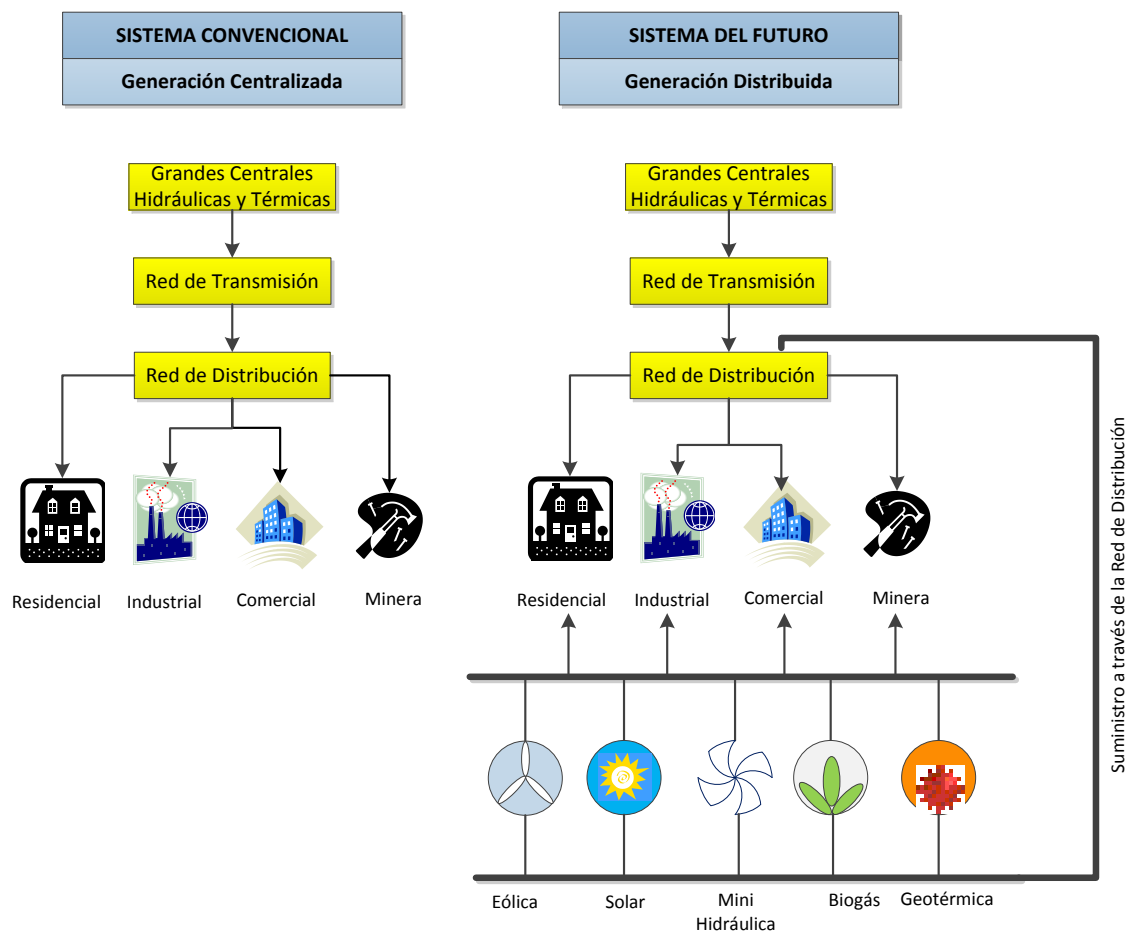 SISTEMA CONVENCIONAL
Generación Centralizada
Grandes Centrales
Hidráulicas y Térmicas
Red de Transmisión
Red de Distribución
Residencial
Industrial
Comercial
Minera
SISTEMA DEL FUTURO
Generación Distribuida
Grandes Centrales
Hidráulicas y Térmicas
Red de Transmisión
Red de Distribución
Residencial
Industrial
Comercial
Minera
Eólica
Solar
Mini
Hidráulica
Biogás
Geotérmica
Suministro a través de la Red de Distribución